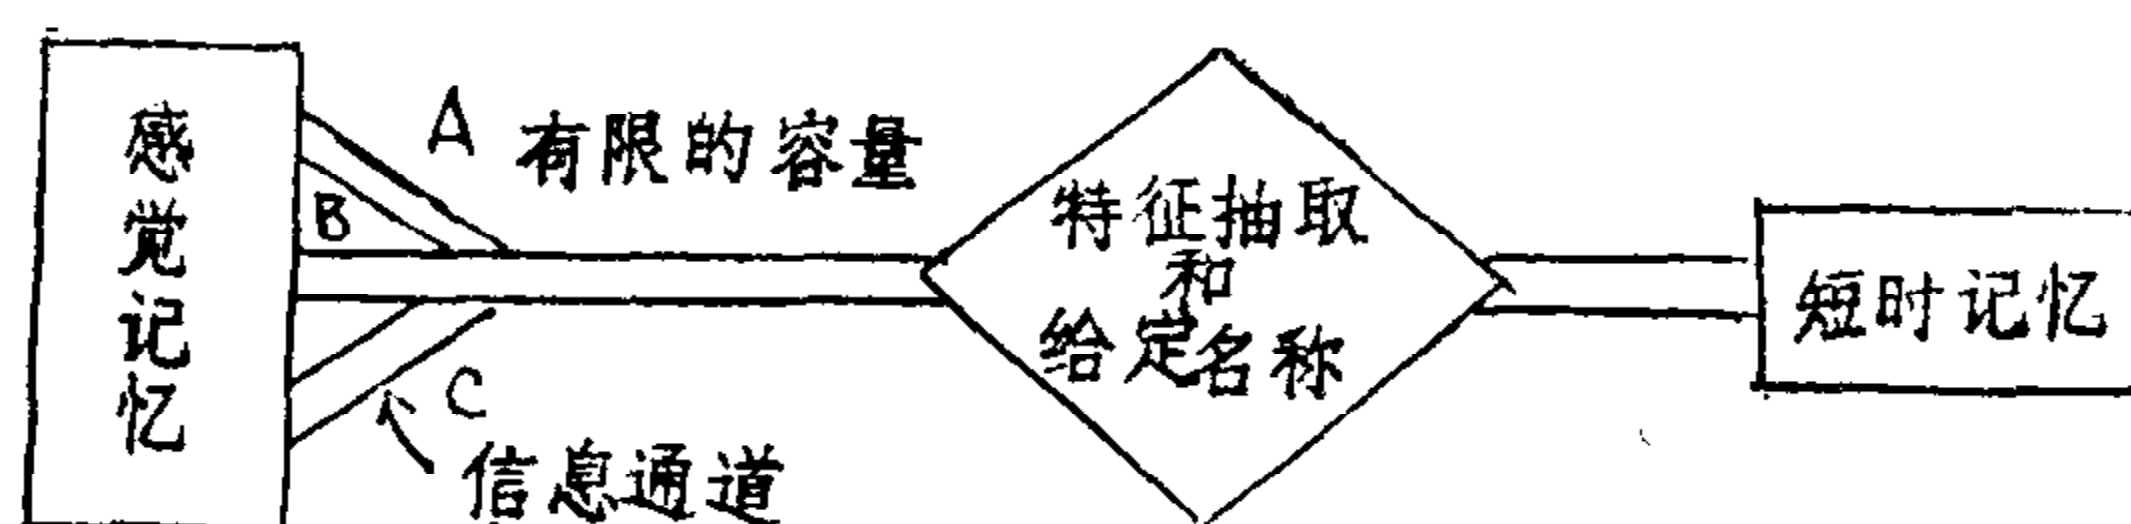 感觉记忆
A 有限的容量
B
C
信息通道
特征抽取
和
给定名称
短时记忆